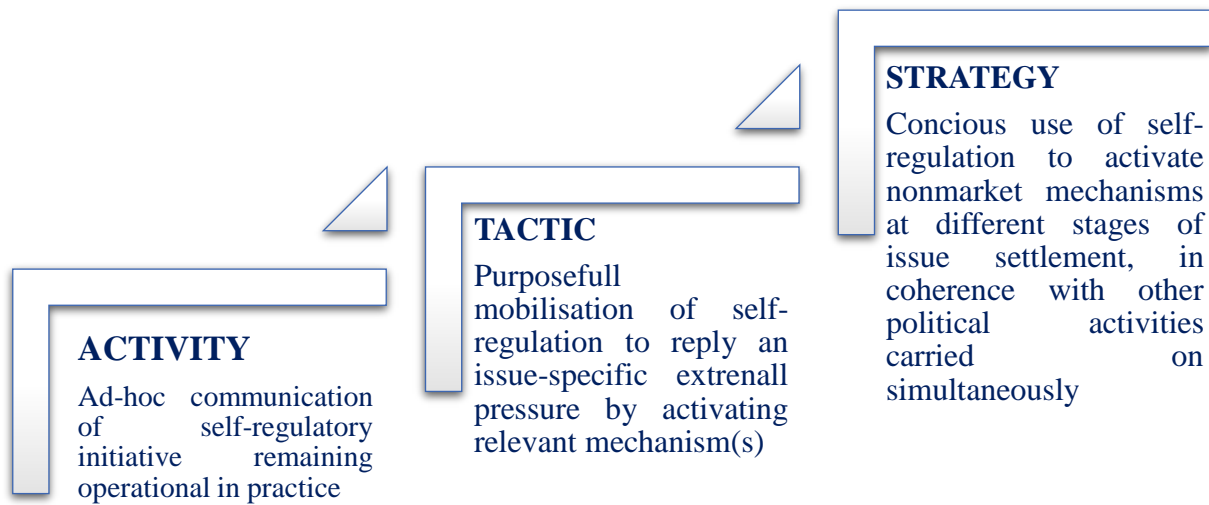 ACTIVITY
Ad-hoc communication
of self-regulatory
initiative remaining
operational in practice
TACTIC
Purposefull
mobilisation of self-
regulation to reply an
issue-specific extrenall
pressure by activating
relevant mechanism(s)
STRATEGY
Concious use of self-
regulation to activate
nonmarket mechanisms
at different stages of
issue settlement, in
coherence with other
political activities
carried on
simultaneously